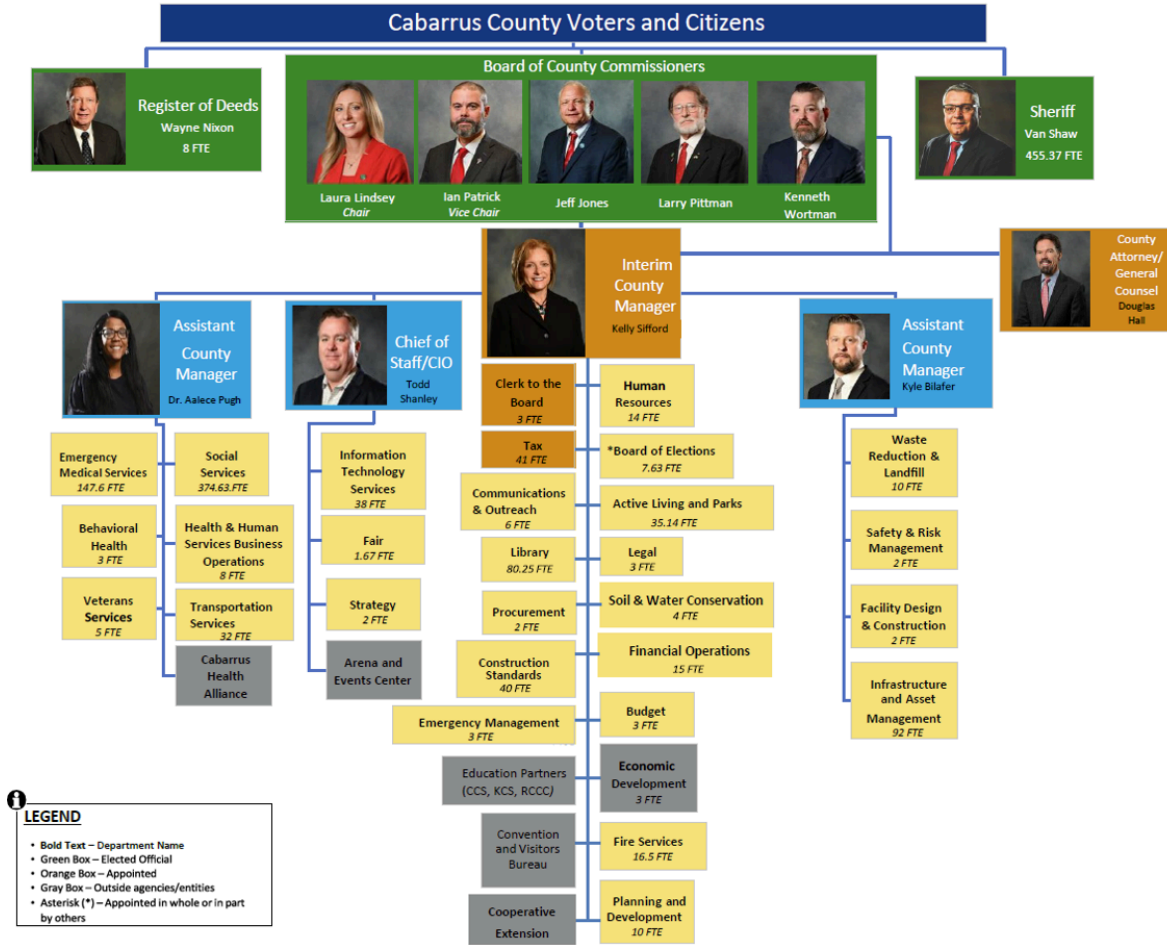 Cabarrus County Voters and Citizens
Register of Deeds
Wayne Nixon
8 FTE
Board of County Commissioners
Laura Lindsey
Chair
Ian Patrick
Vice Chair
Jeff Jones
Larry Pittman
Kenneth
Wortman
Sheriff
Van Shaw
455.37 FTE
Interim
County
Manager
Kelly Sifford
County
Attorney/
General
Counsel
Douglas
Hall
Assistant
County
Manager
Dr. Aalece Pugh
Chief of
Staff/CIO
Todd
Shanley
Assistant
County
Manager
Kyle Bilafer
Emergency
Medical Services
147.6 FTE
Social
Services
374.63.FTE
Behavioral
Health
3 FTE
Health & Human
Services Business
Operations
8 FTE
Veterans
Services
5 FTE
Transportation
Services
32 FTE
Cabarrus
Health
Alliance
Information
Technology
Services
38 FTE
Fair
1.67 FTE
Strategy
2 FTE
Arena and
Events Center
Clerk to the
Board
3 FTE
Human
Resources
14 FTE
Tax
41 FTE
*Board of Elections
7.63 FTE
Communications
& Outreach
6 FTE
Active Living and Parks
35.14 FTE
Library
80.25 FTE
Legal
3 FTE
Procurement
2 FTE
Soil & Water Conservation
4 FTE
Construction
Standards
40 FTE
Financial Operations
15 FTE
Emergency Management
3 FTE
Budget
3 FTE
Education Partners
(CCS, KCS, RCCC)
Economic
Development
3 FTE
Convention
and Visitors
Bureau
Fire Services
16.5 FTE
Cooperative
Extension
Planning and
Development
10 FTE
Waste
Reduction &
Landfill
10 FTE
Safety & Risk
Management
2 FTE
Facility Design
& Construction
2 FTE
Infrastructure
and Asset
Management
92 FTE
LEGEND
• Bold Text – Department Name
• Green Box – Elected Official
• Orange Box – Appointed
• Gray Box – Outside agencies/entities
• Asterisk (*) – Appointed in whole or in part
by others